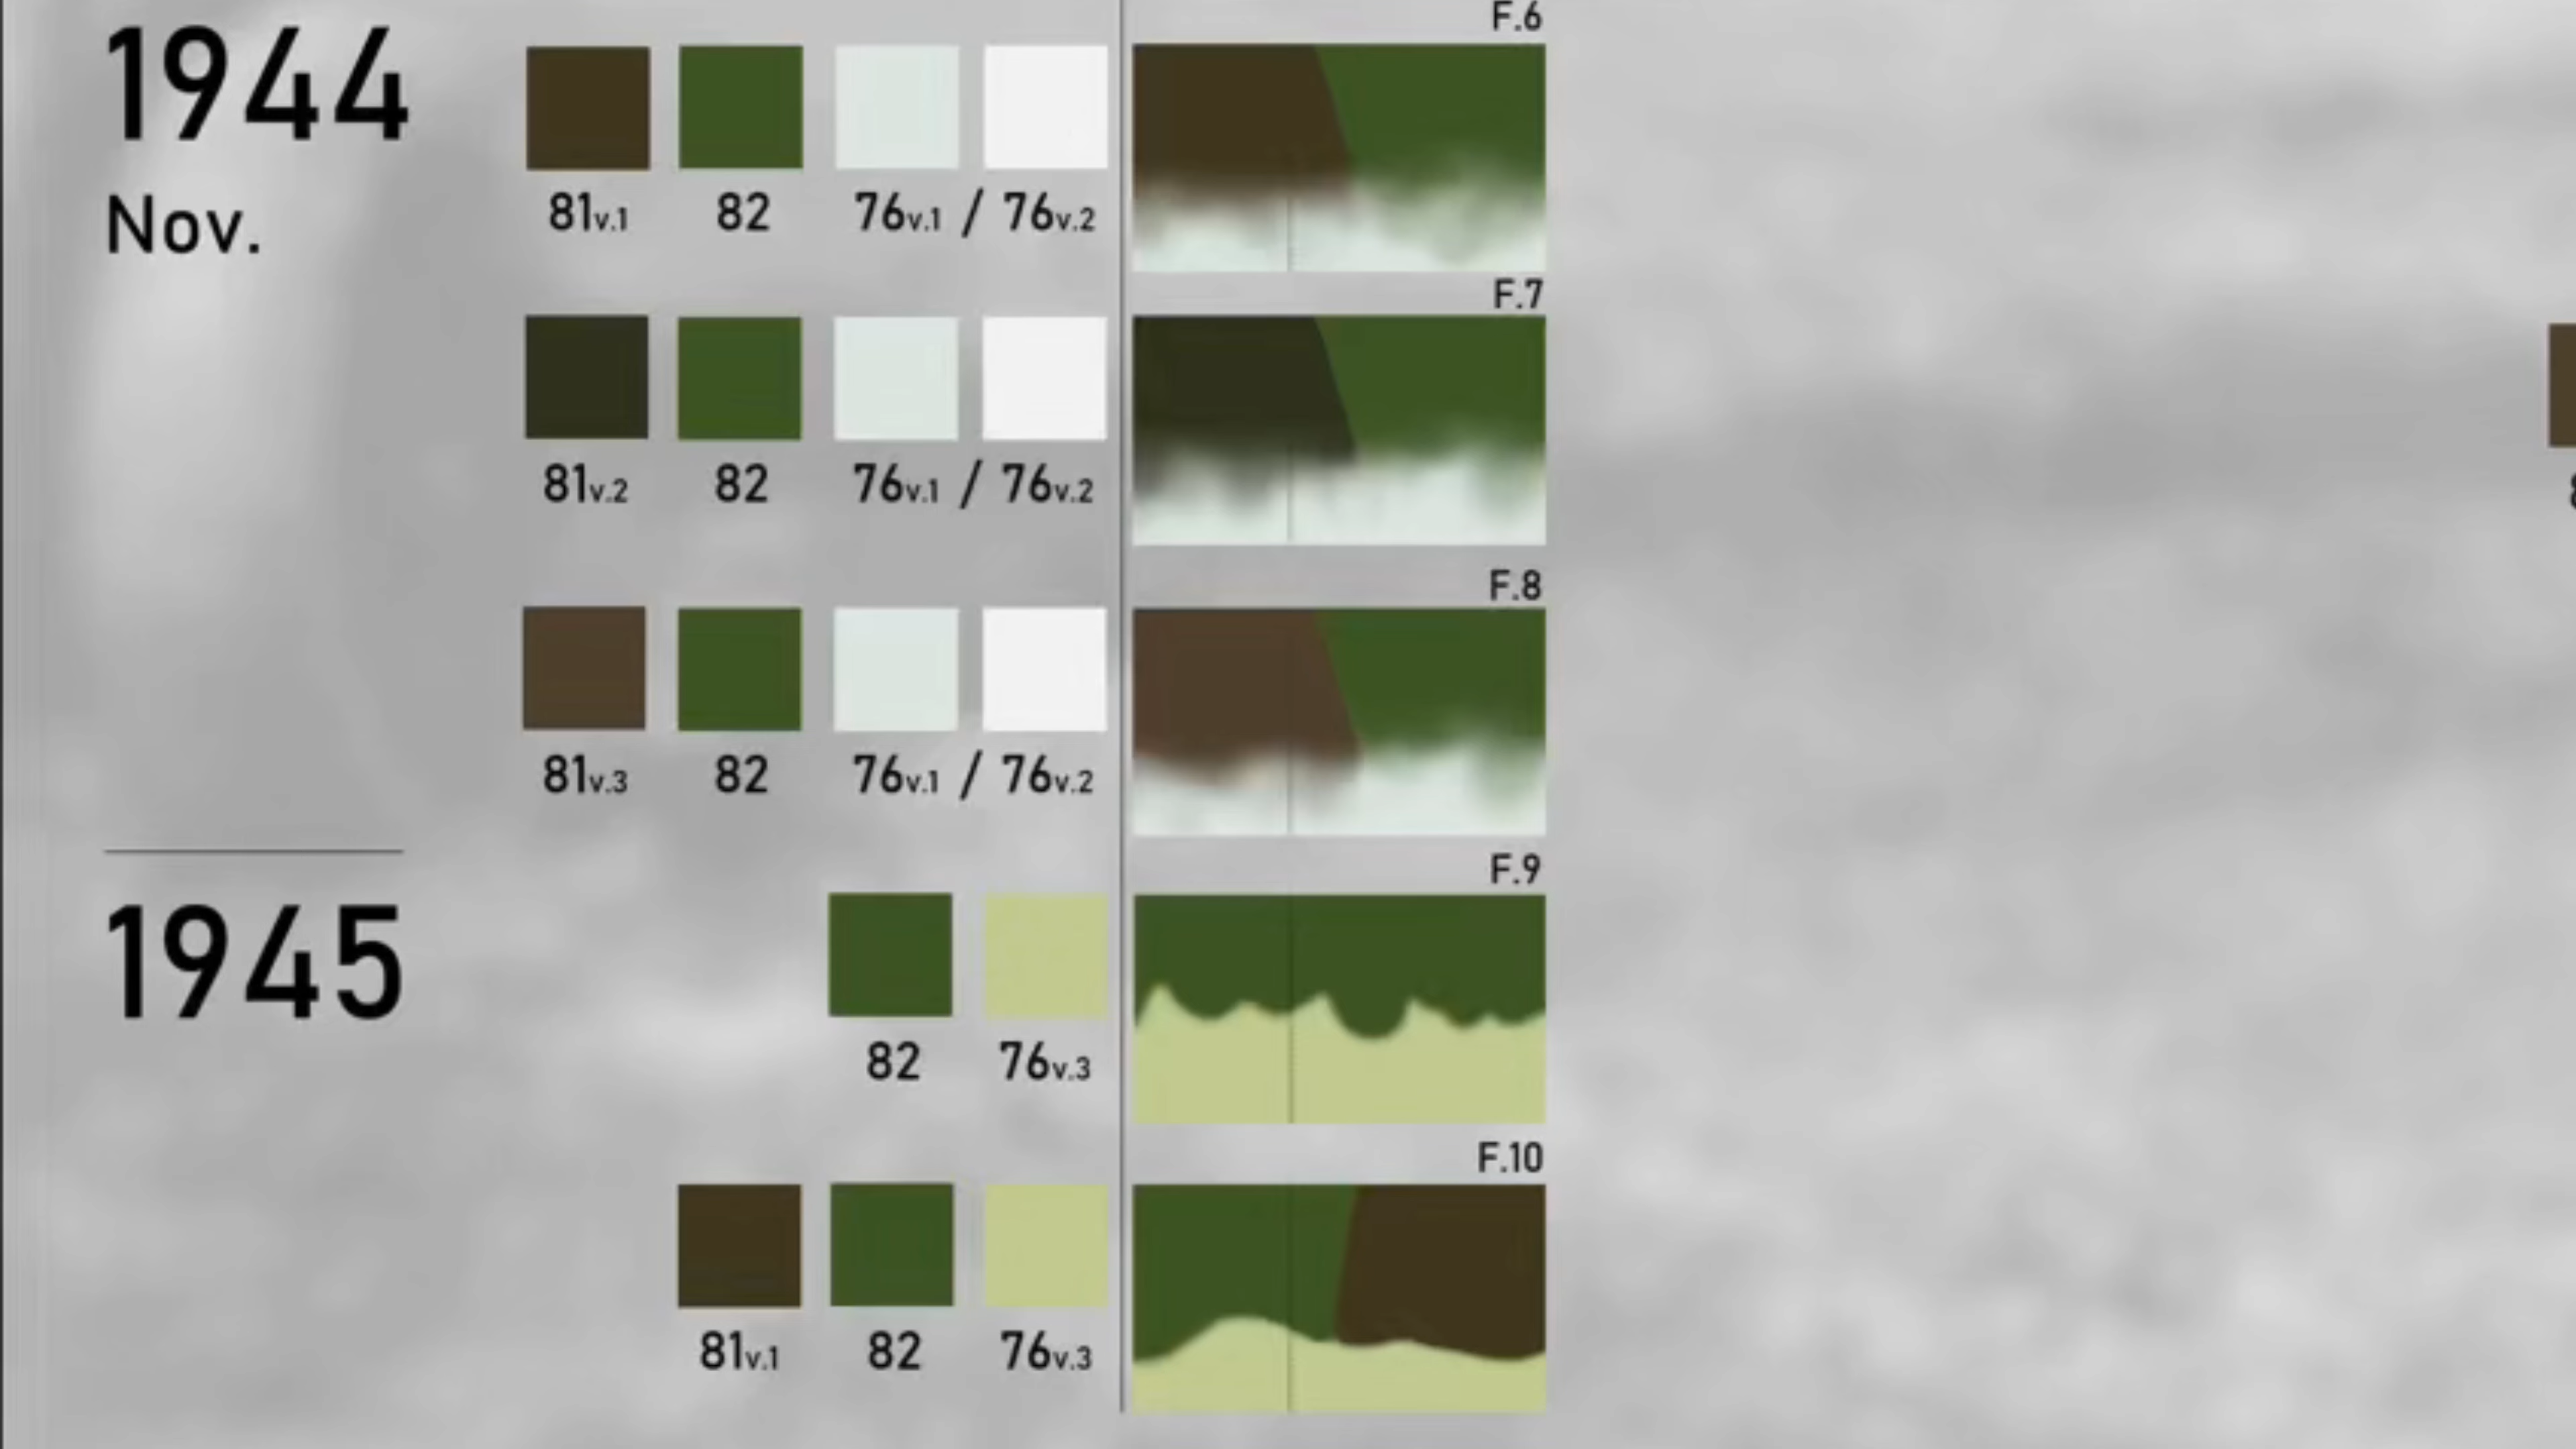 F.6
1944
81v.1 82 76v.1 / 76v.2
Nov.
F.7
81v.2 82 76v.1 / 76v.2
F.8
81v.3 82 76v.1 / 76v.2
F.9
1945
82 76v.3
F.10
81v.1 82 76v.3